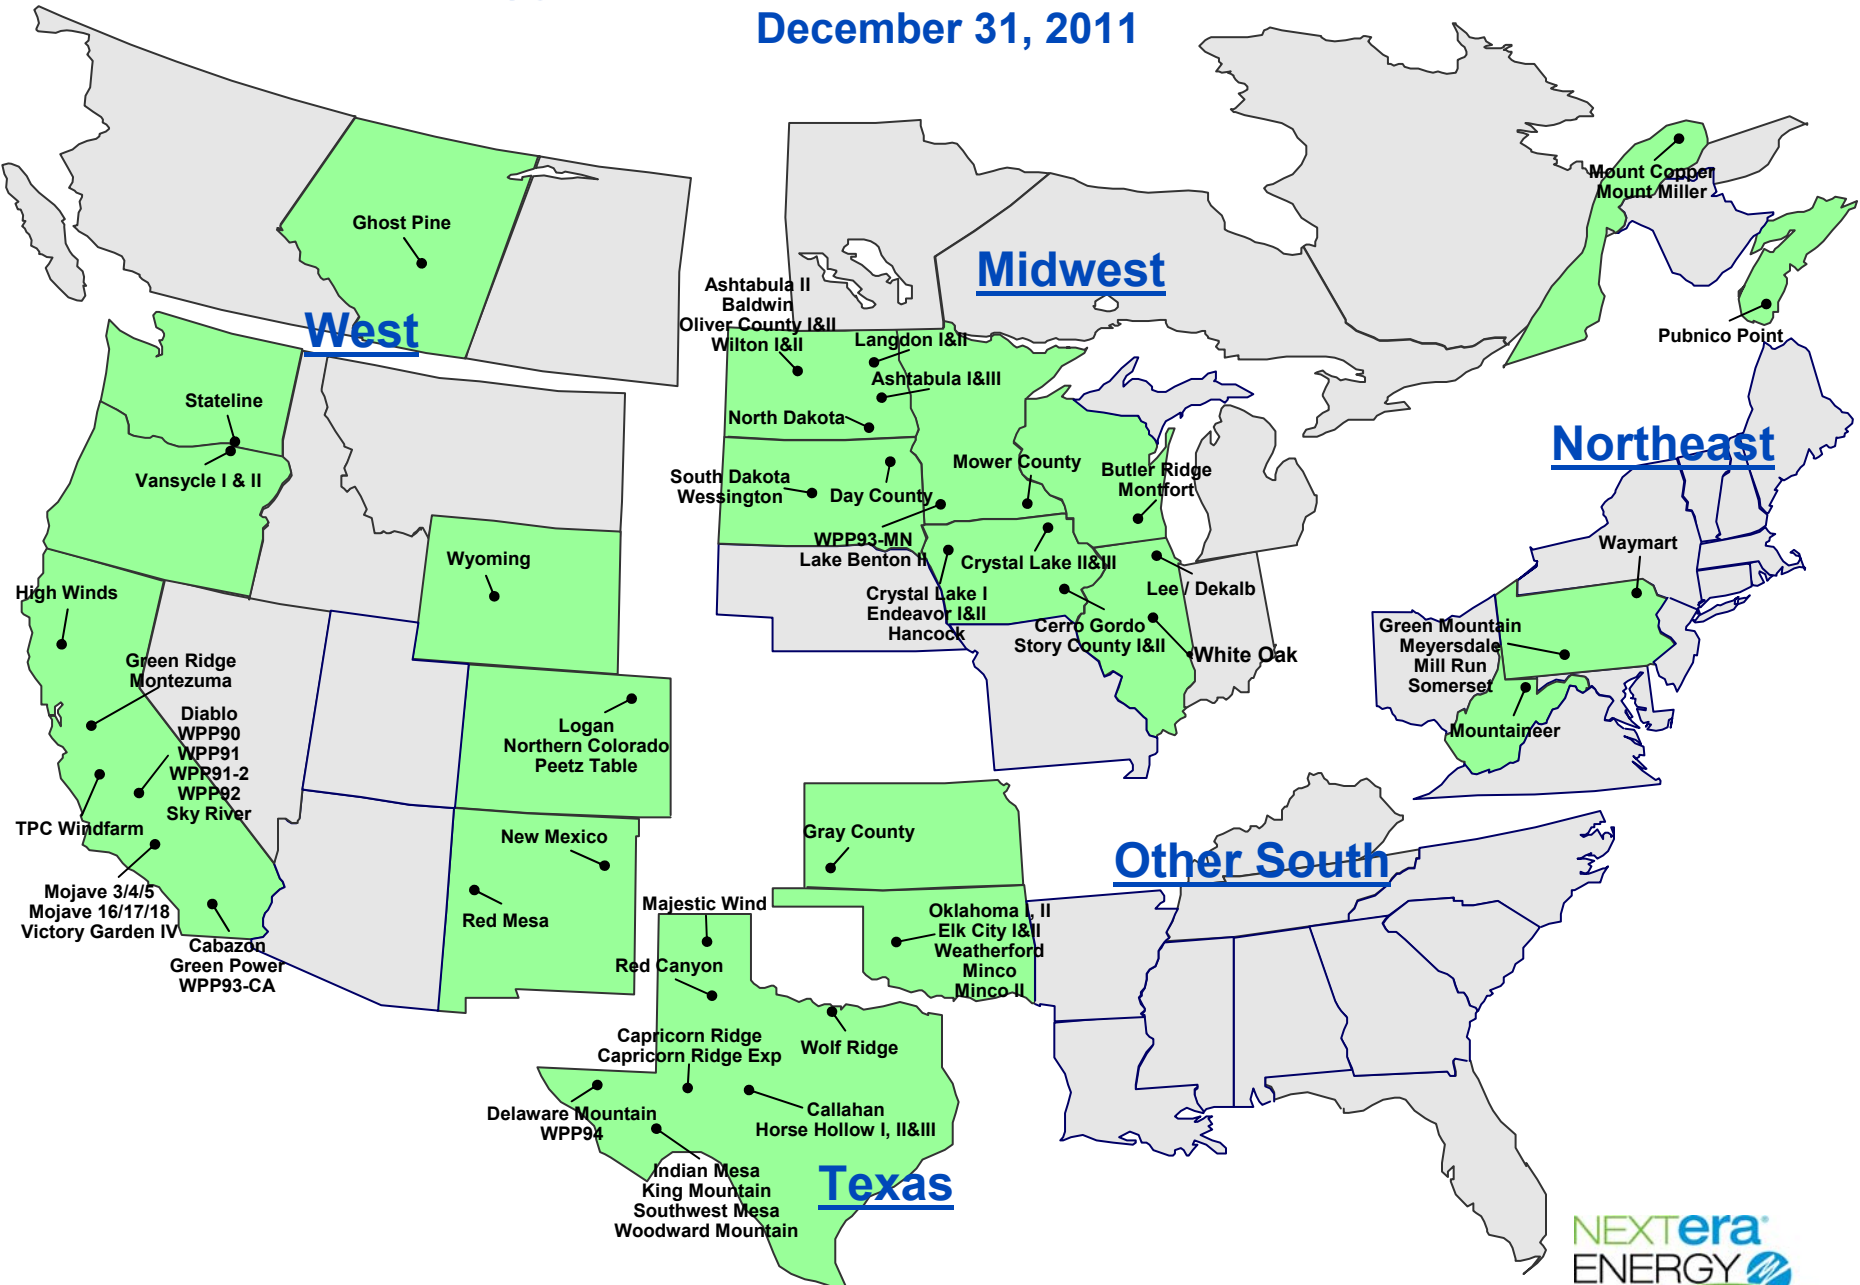 December 31, 2011
West
Ghost Pine
Stateline
Vansycle I & II
Wyoming
High Winds
Green Ridge
Montezuma
Diablo
WPP90
WPP91
WPP91-2
WPP92
Sky River
TPC Windfarm
Mojave 3/4/5
Mojave 16/17/18
Victory Garden IV
Cabazon
Green Power
WPP93-CA
Logan
Northern Colorado
Peetz Table
New Mexico
Red Mesa
Midwest
Ashtabula II
Baldwin
Oliver County I&II
Wilton I&II
Langdon I&II
Ashtabula I&III
North Dakota
South Dakota
Wessington
Day County
Mower County
Butler Ridge
Montfort
WPP93-MN
Lake Benton II
Crystal Lake II&III
Lee / Dekalb
Crystal Lake I
Endeavor I&II
Hancock
Cerro Gordo
Story County I&II
White Oak
Northeast
Mount Copper
Mount Miller
Pubnico Point
Waymart
Green Mountain
Meyersdale
Mill Run
Somerset
Mountaineer
Other South
Gray County
Oklahoma I, II
Elk City I&II
Weatherford
Minco
Minco II
Texas
Majestic Wind
Red Canyon
Capricorn Ridge
Capricorn Ridge Exp
Wolf Ridge
Delaware Mountain
WPP94
Callahan
Horse Hollow I, II&III
Indian Mesa
King Mountain
Southwest Mesa
Woodward Mountain
NEXTera
ENERGY